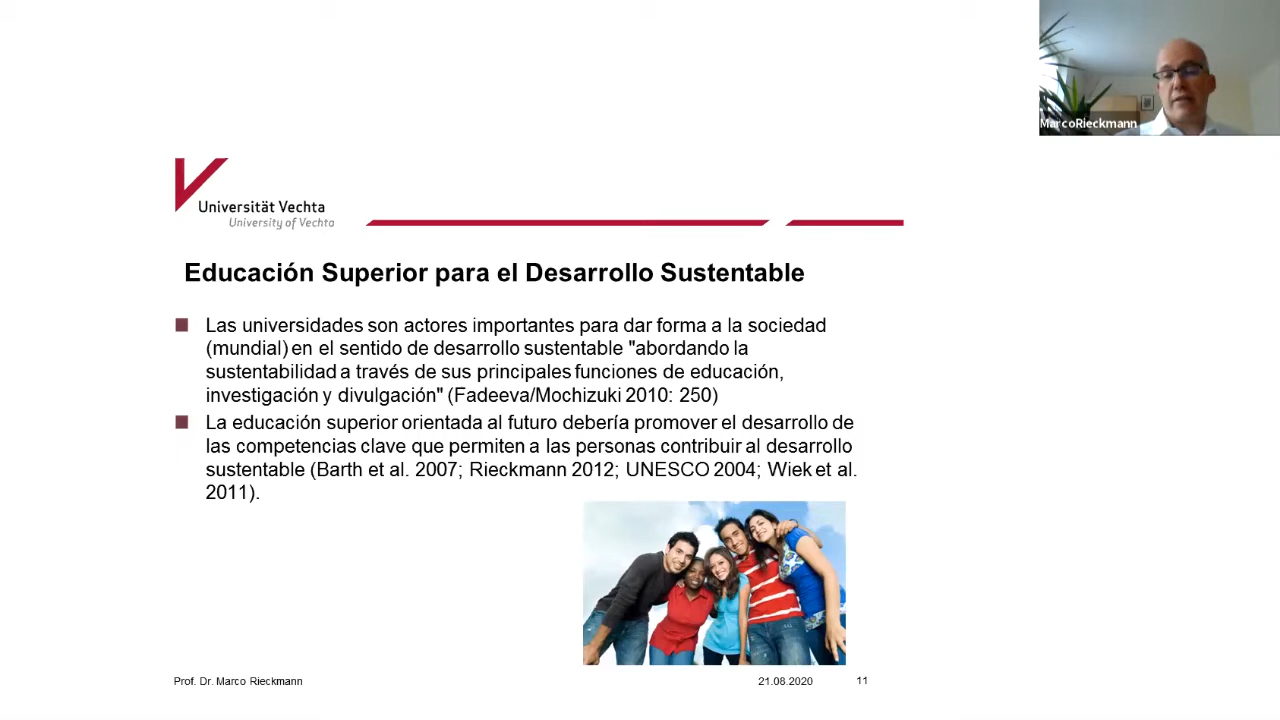 MarcoRieckmann
Universität Vechta
University of Vechta
Educación Superior para el Desarrollo Sustentable
Las universidades son actores importantes para dar forma a la sociedad
(mundial) en el sentido de desarrollo sustentable "abordando la
sustentabilidad a través de sus principales funciones de educación,
investigación y divulgación" (Fadeeva/Mochizuki 2010: 250)
La educación superior orientada al futuro debería promover el desarrollo de
las competencias clave que permiten a las personas contribuir al desarrollo
sustentable (Barth et al. 2007; Rieckmann 2012; UNESCO 2004; Wiek et al.
2011).
Prof. Dr. Marco Rieckmann
21.08.2020
11